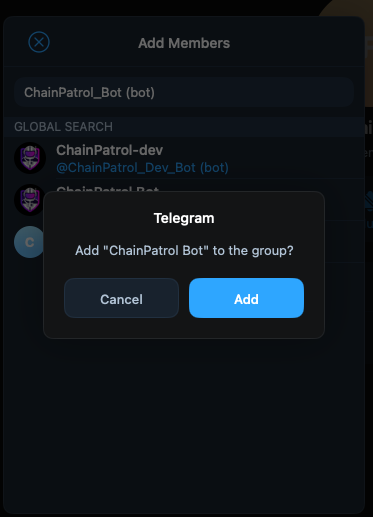 Add Members
ChainPatrol_Bot (bot)
GLOBAL SEARCH
ChainPatrol-dev
@ChainPatrol_Dev_Bot (bot)
ChainPatrol Bot
C
Telegram
Add "ChainPatrol Bot" to the group?
Cancel
Add